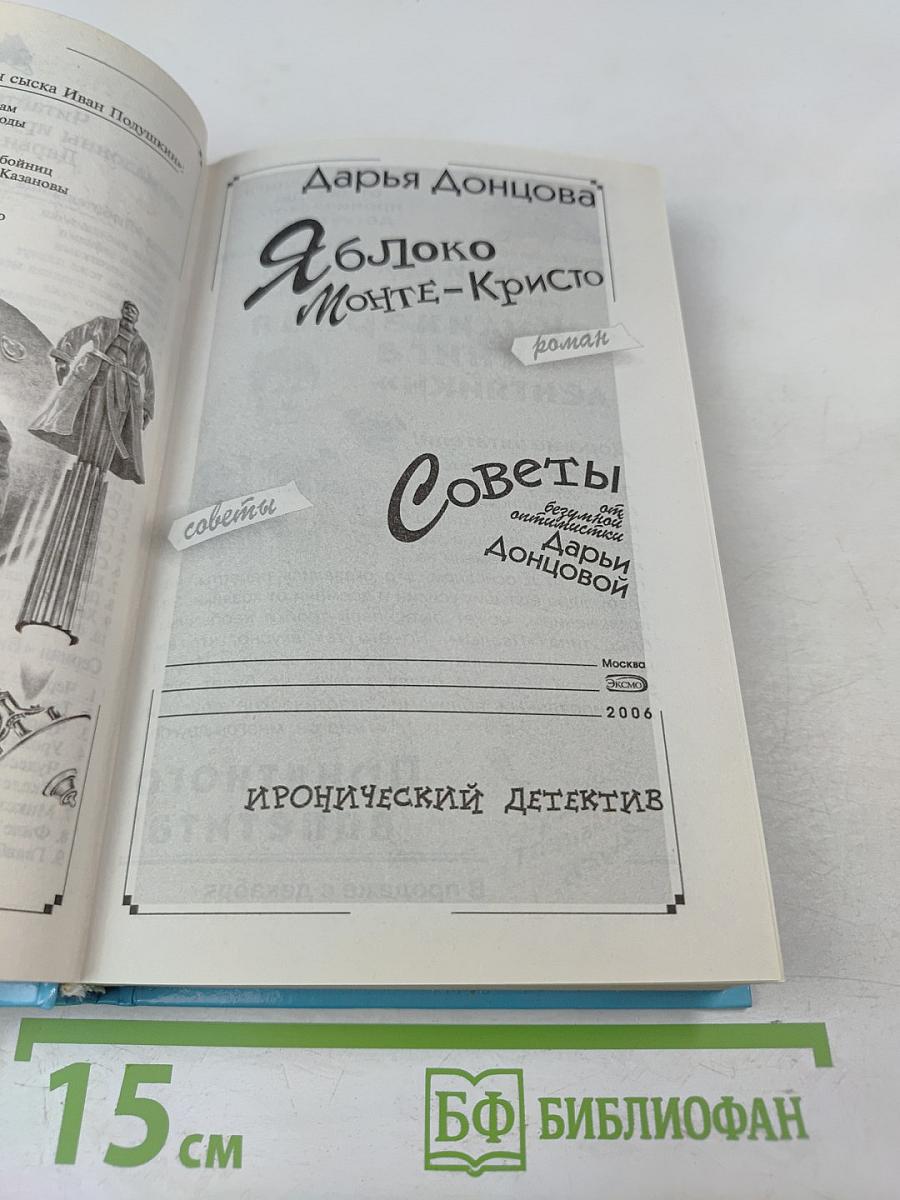 сыска Иван Подушкин»:
бойниц
Казановы
Дарья Донцова
Яблоко
Монте-Кристо
роман
советы
Советы
от
безумной
оптимистки
Дарьи
Донцовой
Москва
ЭКСМО
2006
ИРОНИЧЕСКИЙ ДЕТЕКТИВ
15 см
БФ БИБЛИОФАН